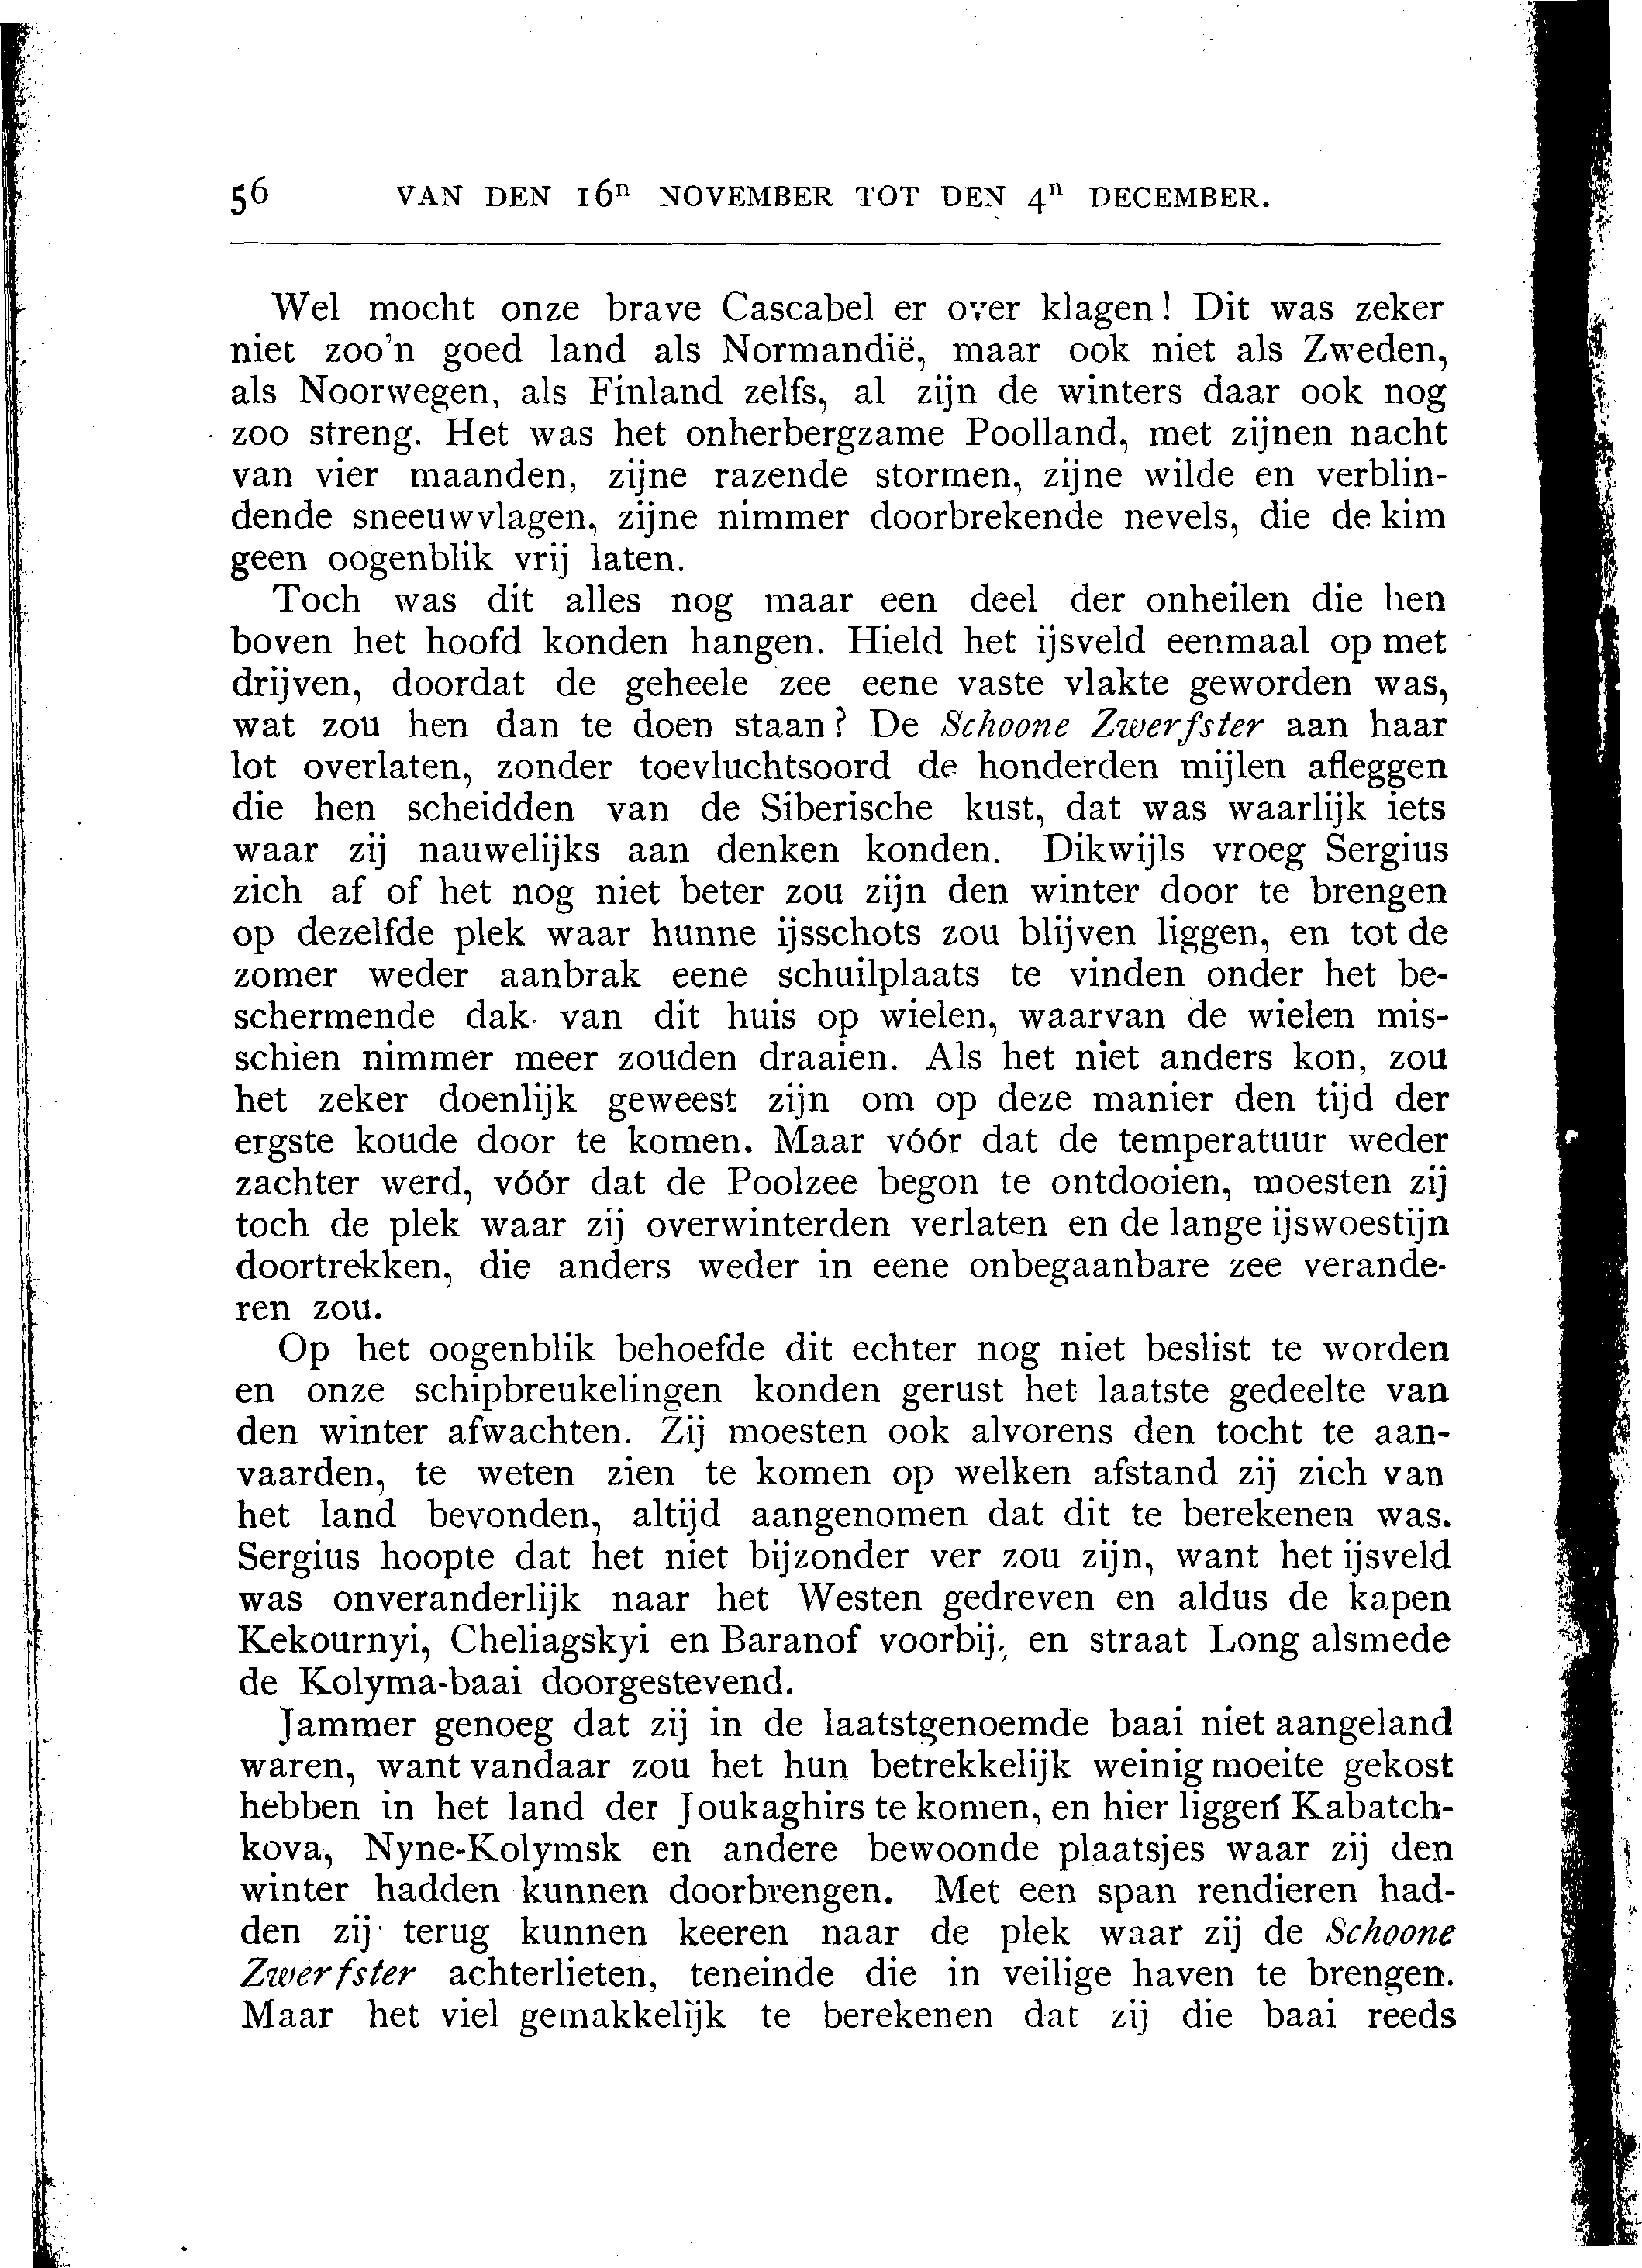 56 VAN DEN 16n NOVEMBER TOT DEN 4n DECEMBER.
Wel mocht onze brave Cascabel er over klagen! Dit was zeker
niet zoo'n goed land als Normandië, maar ook niet als Zweden,
als Noorwegen, als Finland zelfs, al zijn de winters daar ook nog
zoo streng. Het was het onherbergzame Poolland, met zijnen nacht
van vier maanden, zijne razende stormen, zijne wilde en verblin-
dende sneeuwvlagen, zijne nimmer doorbrekende nevels, die de kim
geen oogenblik vrij laten.
Toch was dit alles nog maar een deel der onheilen die hen
boven het hoofd konden hangen. Hield het ijsveld eenmaal op met
drijven, doordat de geheele zee eene vaste vlakte geworden was,
wat zou hen dan te doen staan? De Schoone Zwerfster aan haar
lot overlaten, zonder toevluchtsoord de honderden mijlen afleggen
die hen scheidden van de Siberische kust, dat was waarlijk iets
waar zij nauwelijks aan denken konden. Dikwijls vroeg Sergius
zich af of het nog niet beter zou zijn den winter door te brengen
op dezelfde plek waar hunne ijsschots zou blijven liggen, en tot de
zomer weder aanbrak eene schuilplaats te vinden onder het be-
schermende dak van dit huis op wielen, waarvan de wielen mis-
schien nimmer meer zouden draaien. Als het niet anders kon, zou
het zeker doenlijk geweest zijn om op deze manier den tijd der
ergste koude door te komen. Maar vóór dat de temperatuur weder
zachter werd, vóór dat de Poolzee begon te ontdooien, moesten zij
toch de plek waar zij overwinterden verlaten en de lange ijswoestijn
doortrekken, die anders weder in eene onbegaanbare zee verande-
ren zou.
Op het oogenblik behoefde dit echter nog niet beslist te worden
en onze schipbreukelingen konden gerust het laatste gedeelte van
den winter afwachten. Zij moesten ook alvorens den tocht te aan-
vaarden, te weten zien te komen op welken afstand zij zich van
het land bevonden, altijd aangenomen dat dit te berekenen was.
Sergius hoopte dat het niet bijzonder ver zou zijn, want het ijsveld
was onveranderlijk naar het Westen gedreven en aldus de kapen
Kekournyi, Cheliagskyi en Baranof voorbij, en straat Long alsmede
de Kolyma-baai doorgestevend.
Jammer genoeg dat zij in de laatstgenoemde baai niet aangeland
waren, want vandaar zou het hun betrekkelijk weinig moeite gekost
hebben in het land der Joukaghirs te komen, en hier liggen Kabatch-
kova, Nyne-Kolymsk en andere bewoonde plaatsjes waar zij den
winter hadden kunnen doorbrengen. Met een span rendieren had-
den zij terug kunnen keeren naar de plek waar zij de Schoone
Zwerfster achterlieten, teneinde die in veilige haven te brengen.
Maar het viel gemakkelijk te berekenen dat zij die baai reeds